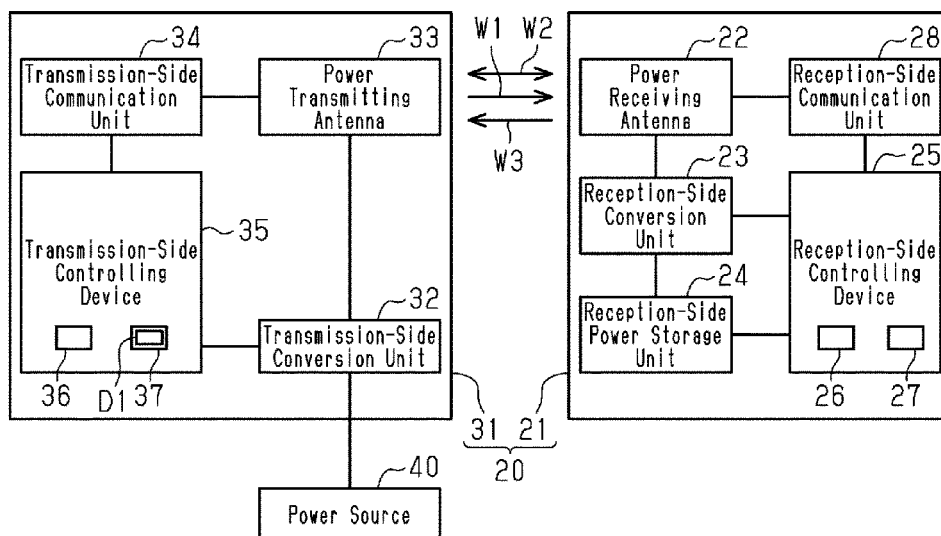 34
33
W1
W2
22
28
Transmission-Side
Communication
Unit
Power
Transmitting
Antenna
Power
Receiving
Antenna
Reception-Side
Communication
Unit
W3
23
25
35
Transmission-Side
Controlling
Device
Reception-Side
Conversion
Unit
Reception-Side
Controlling
Device
32
24
Transmission-Side
Conversion Unit
Reception-Side
Power Storage
Unit
36
D1
37
26
27
31
21
20
40
Power Source